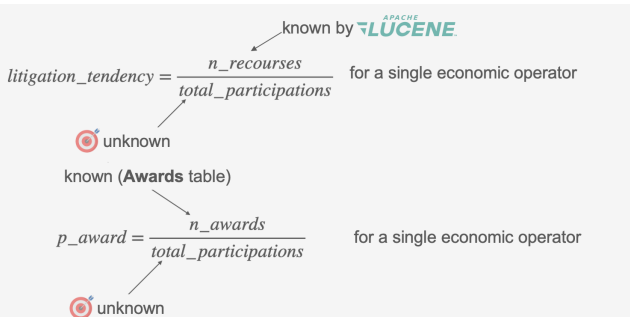 known by APACHE LUCENE
litigation_tendency = n_recourses / total_participations for a single economic operator
unknown
known (Awards table)
p_award = n_awards / total_participations for a single economic operator
unknown